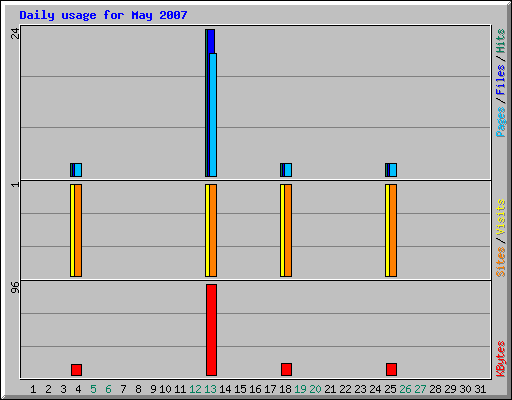 Daily usage for May 2007
24
Pages / Files / Hits
1
Sites / Visits
96
KBytes
1 2 3 4 5 6 7 8 9 10 11 12 13 14 15 16 17 18 19 20 21 22 23 24 25 26 27 28 29 30 31